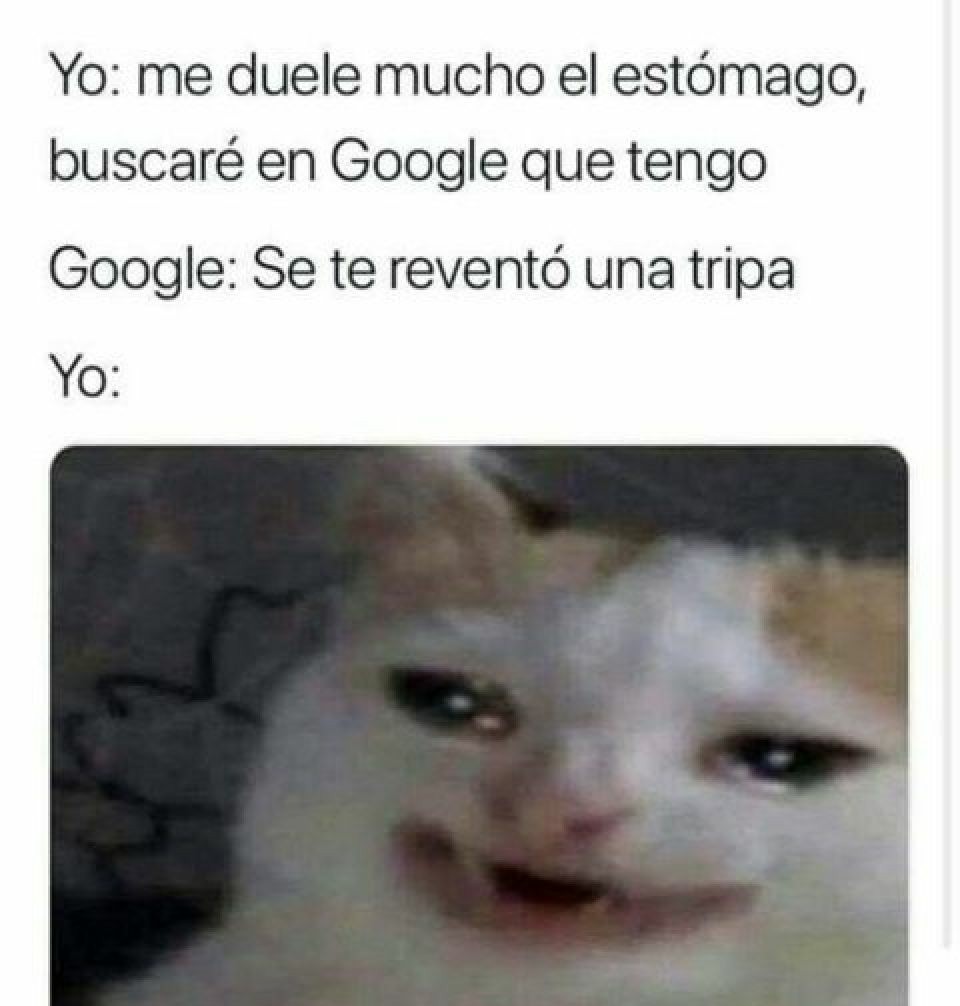 Yo: me duele mucho el estómago,
buscaré en Google que tengo
Google: Se te reventó una tripa
Yo: